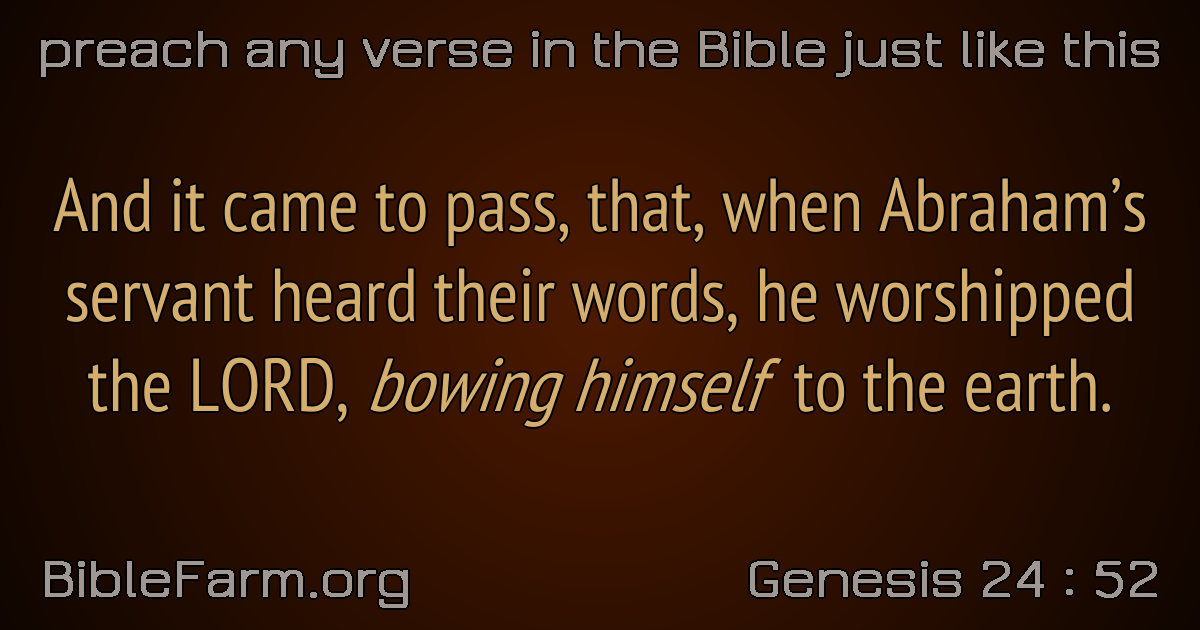 preach any verse in the Bible just like this
And it came to pass, that, when Abraham’s
servant heard their words, he worshipped
the LORD, bowing himself to the earth.
BibleFarm.org
Genesis 24 : 52